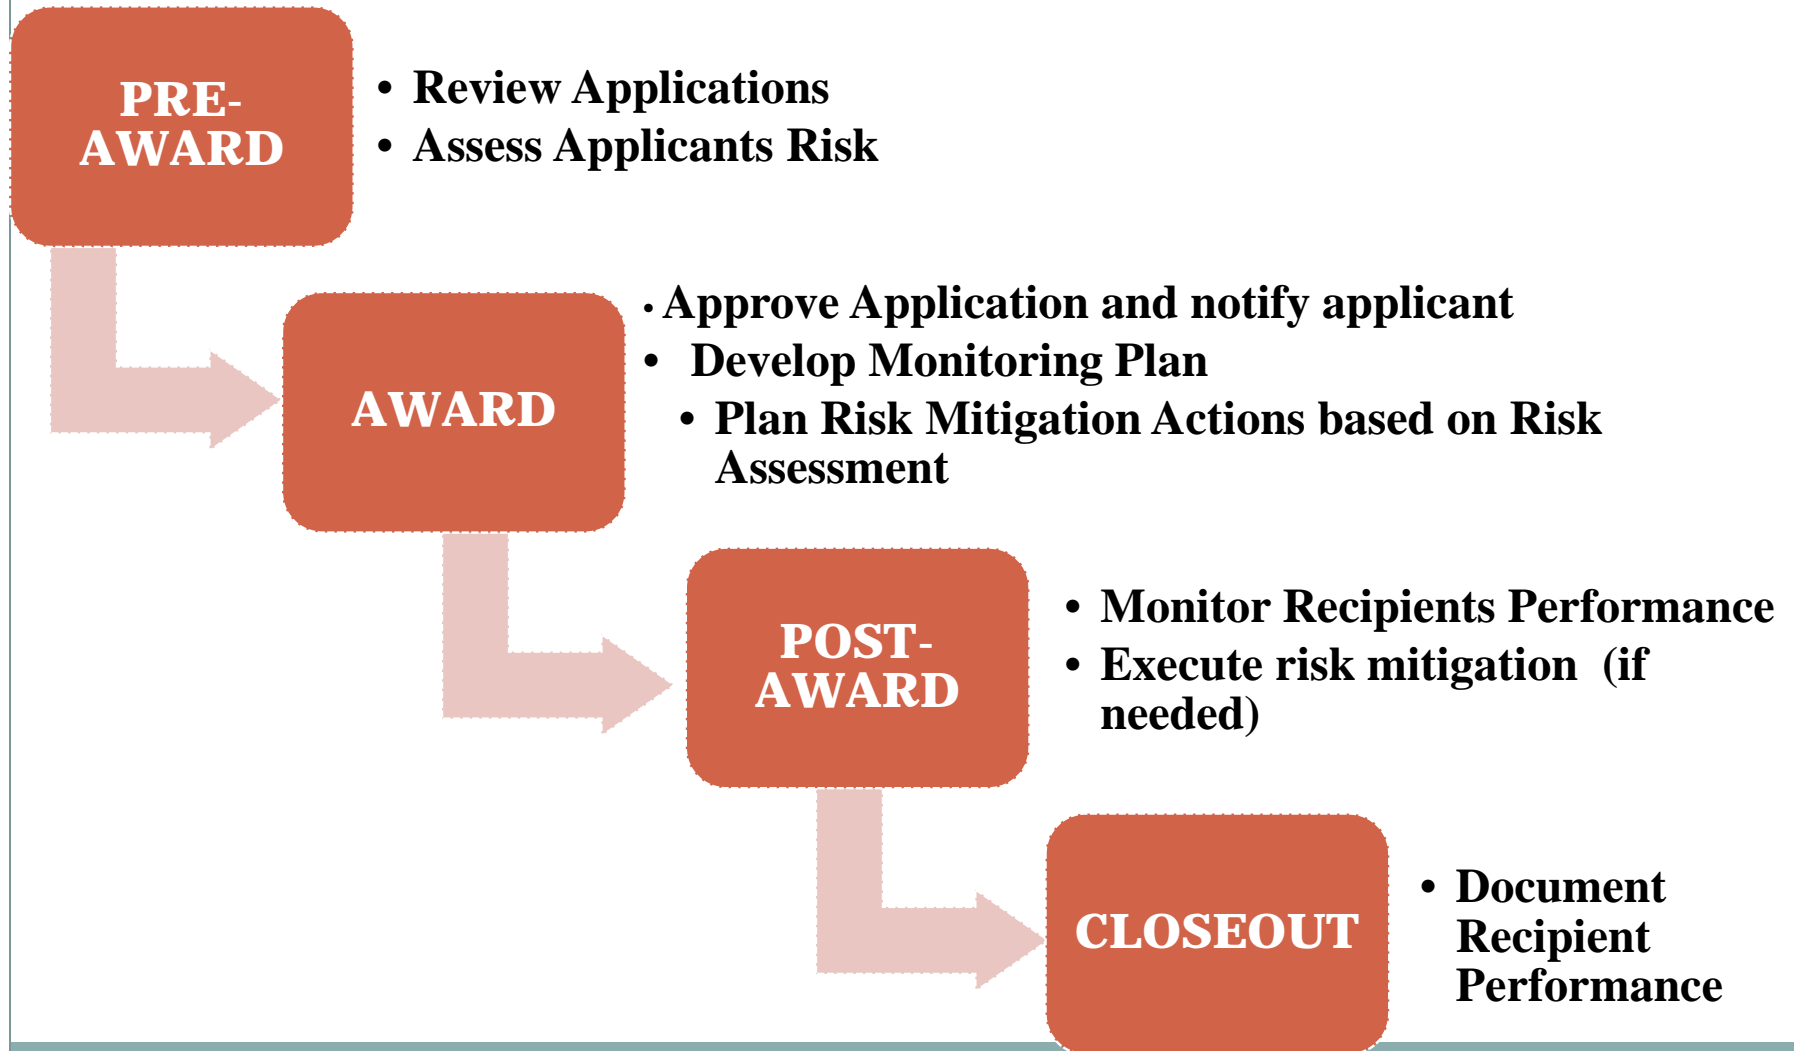 PRE-
AWARD
• Review Applications
• Assess Applicants Risk
AWARD
• Approve Application and notify applicant
• Develop Monitoring Plan
• Plan Risk Mitigation Actions based on Risk
Assessment
POST-
AWARD
• Monitor Recipients Performance
• Execute risk mitigation (if
needed)
CLOSEOUT
• Document
Recipient
Performance